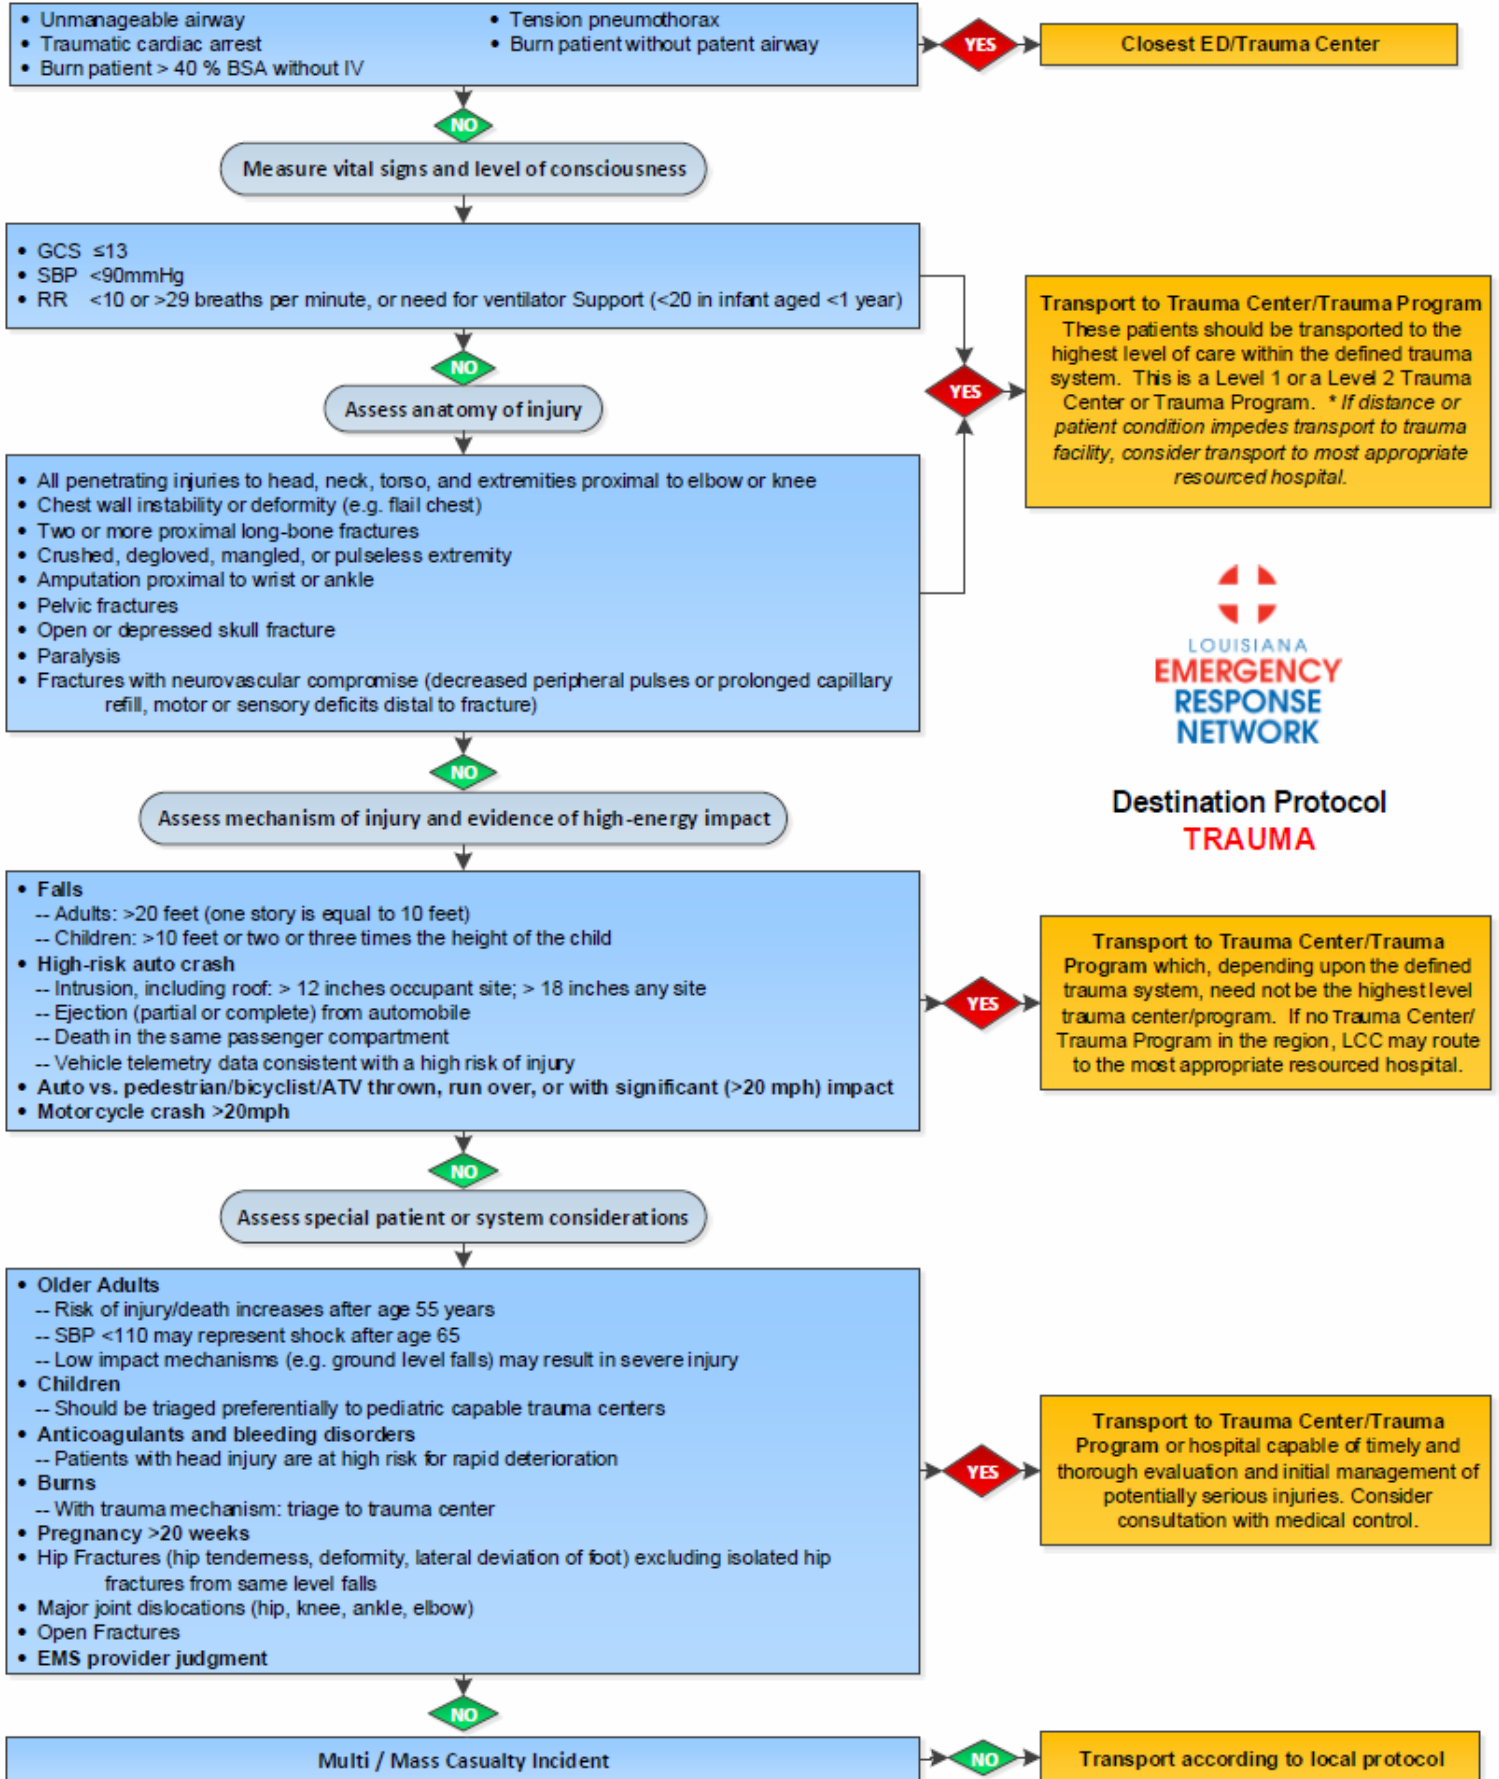 • Unmanageable airway
• Traumatic cardiac arrest
• Burn patient > 40 % BSA without IV
• Tension pneumothorax
• Burn patient without patent airway
YES
Closest ED/Trauma Center
NO
Measure vital signs and level of consciousness
• GCS ≤13
• SBP <90mmHg
• RR <10 or >29 breaths per minute, or need for ventilator Support (<20 in infant aged <1 year)
YES
Transport to Trauma Center/Trauma Program
These patients should be transported to the
highest level of care within the defined trauma
system. This is a Level 1 or a Level 2 Trauma
Center or Trauma Program. * If distance or
patient condition impedes transport to trauma
facility, consider transport to most appropriate
resourced hospital.
NO
Assess anatomy of injury
• All penetrating injuries to head, neck, torso, and extremities proximal to elbow or knee
• Chest wall instability or deformity (e.g. flail chest)
• Two or more proximal long-bone fractures
• Crushed, degloved, mangled, or pulseless extremity
• Amputation proximal to wrist or ankle
• Pelvic fractures
• Open or depressed skull fracture
• Paralysis
• Fractures with neurovascular compromise (decreased peripheral pulses or prolonged capillary
refill, motor or sensory deficits distal to fracture)
LOUISIANA
EMERGENCY
RESPONSE
NETWORK
Destination Protocol
TRAUMA
NO
Assess mechanism of injury and evidence of high-energy impact
• Falls
-- Adults: >20 feet (one story is equal to 10 feet)
-- Children: >10 feet or two or three times the height of the child
• High-risk auto crash
-- Intrusion, including roof: > 12 inches occupant site; > 18 inches any site
-- Ejection (partial or complete) from automobile
-- Death in the same passenger compartment
-- Vehicle telemetry data consistent with a high risk of injury
• Auto vs. pedestrian/bicyclist/ATV thrown, run over, or with significant (>20 mph) impact
• Motorcycle crash >20mph
YES
Transport to Trauma Center/Trauma
Program which, depending upon the defined
trauma system, need not be the highest level
trauma center/program. If no Trauma Center/
Trauma Program in the region, LCC may route
to the most appropriate resourced hospital.
NO
Assess special patient or system considerations
• Older Adults
-- Risk of injury/death increases after age 55 years
-- SBP <110 may represent shock after age 65
-- Low impact mechanisms (e.g. ground level falls) may result in severe injury
• Children
-- Should be triaged preferentially to pediatric capable trauma centers
• Anticoagulants and bleeding disorders
-- Patients with head injury are at high risk for rapid deterioration
• Burns
-- With trauma mechanism: triage to trauma center
• Pregnancy >20 weeks
• Hip Fractures (hip tenderness, deformity, lateral deviation of foot) excluding isolated hip
fractures from same level falls
• Major joint dislocations (hip, knee, ankle, elbow)
• Open Fractures
• EMS provider judgment
YES
Transport to Trauma Center/Trauma
Program or hospital capable of timely and
thorough evaluation and initial management of
potentially serious injuries. Consider
consultation with medical control.
NO
Multi / Mass Casualty Incident
NO
Transport according to local protocol